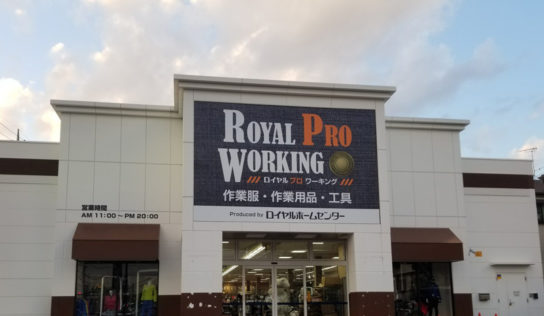 ROYAL PRO
WORKING
/// ロイヤル プロ ワーキング ///
作業服・作業用品・工具
Produced by ロイヤルホームセンター
営業時間
AM 11:00〜PM 20:00